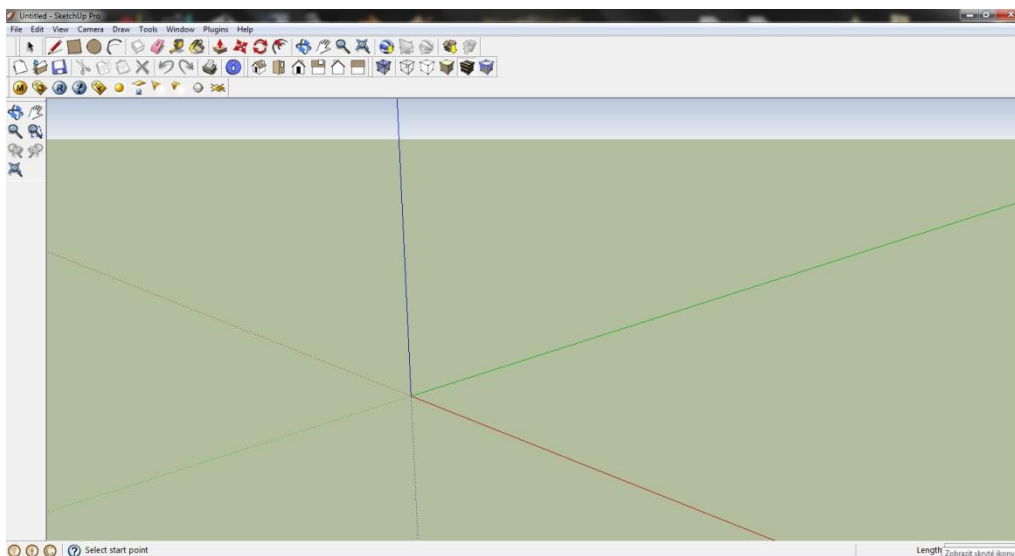 Untitled - SketchUp Pro
File Edit View Camera Draw Tools Window Plugins Help
M R ?
? Select start point
Length
Zobrazit skryté ikony